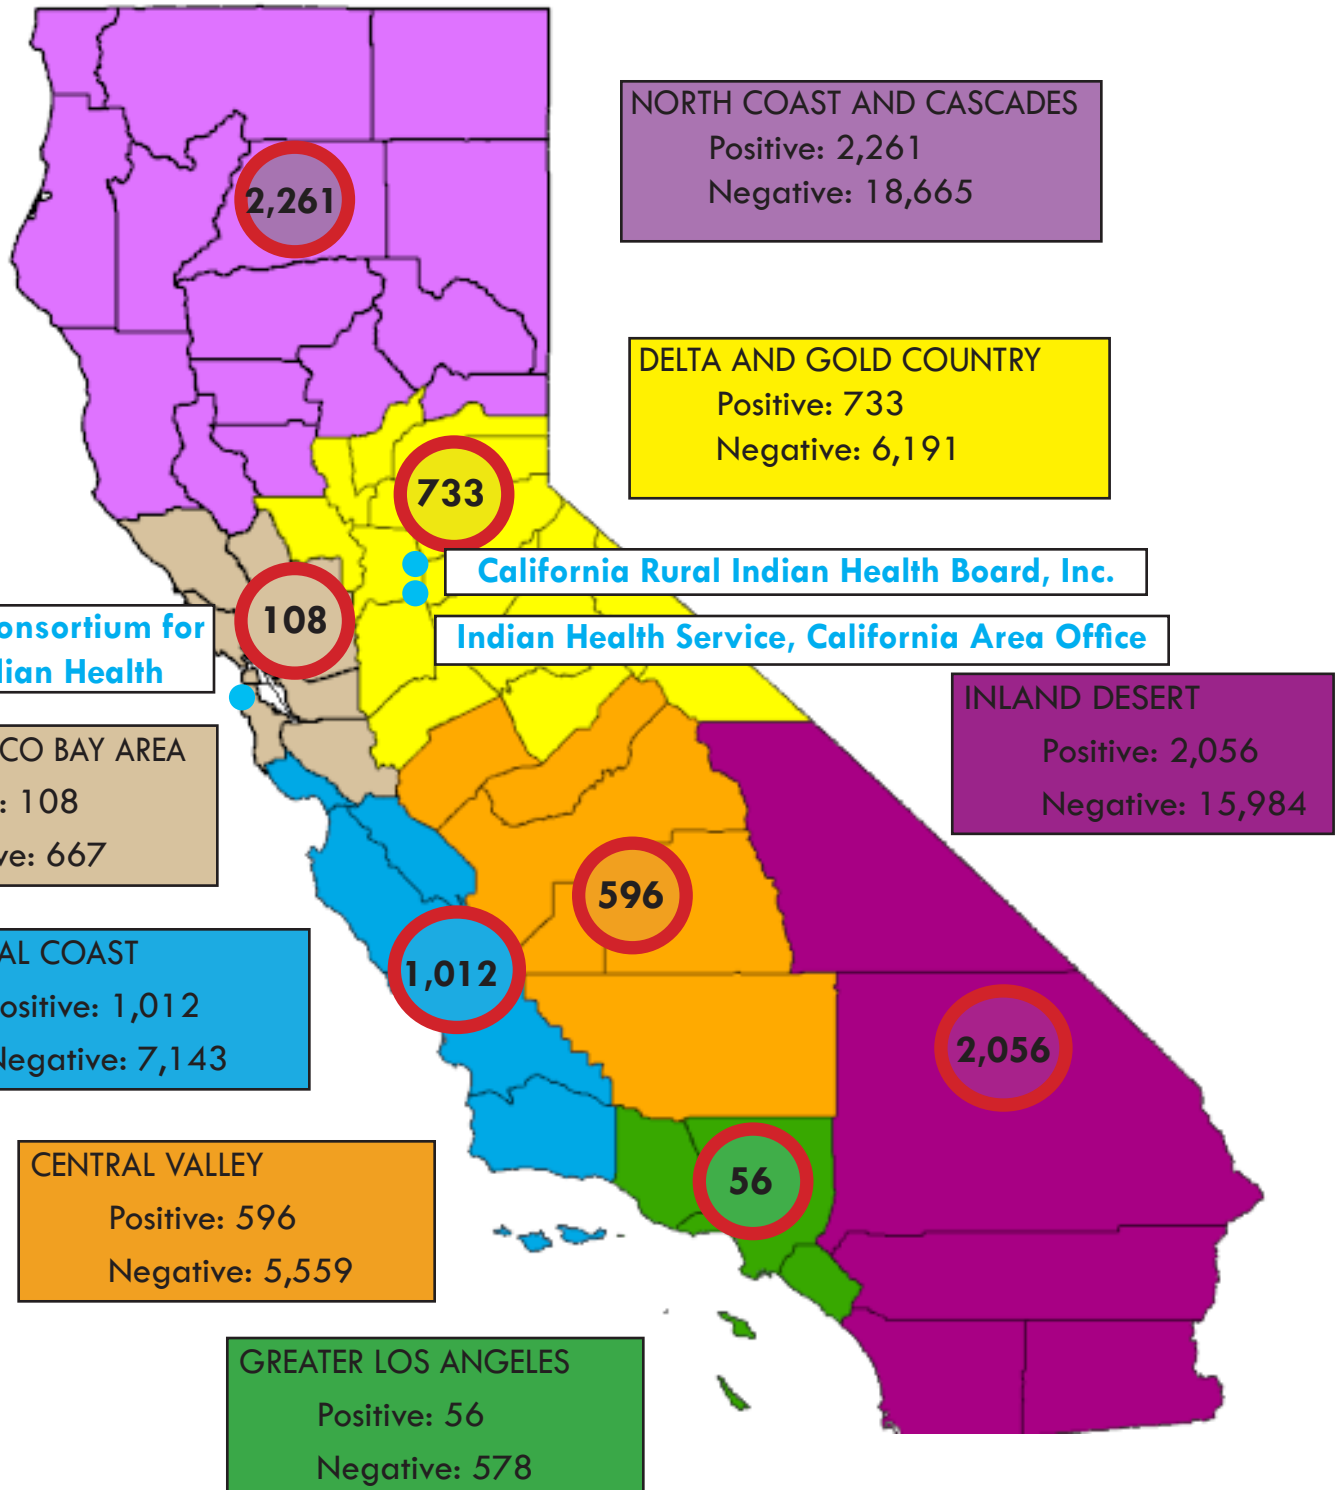 NORTH COAST AND CASCADES
Positive: 2,261
Negative: 18,665
2,261
DELTA AND GOLD COUNTRY
Positive: 733
Negative: 6,191
733
California Rural Indian Health Board, Inc.
108
onsortium for
dian Health
Indian Health Service, California Area Office
INLAND DESERT
Positive: 2,056
Negative: 15,984
CO BAY AREA
: 108
ve: 667
596
AL COAST
ositive: 1,012
Negative: 7,143
1,012
2,056
CENTRAL VALLEY
Positive: 596
Negative: 5,559
56
GREATER LOS ANGELES
Positive: 56
Negative: 578